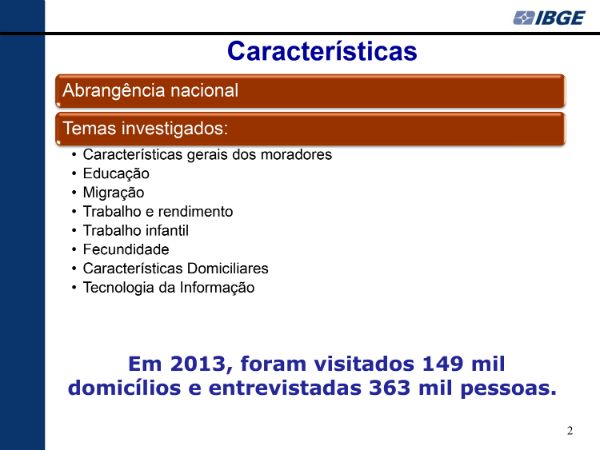 IBGE
Características
Abrangência nacional
Temas investigados:
• Características gerais dos moradores
• Educação
• Migração
• Trabalho e rendimento
• Trabalho infantil
• Fecundidade
• Características Domiciliares
• Tecnologia da Informação
Em 2013, foram visitados 149 mil
domicílios e entrevistadas 363 mil pessoas.
2